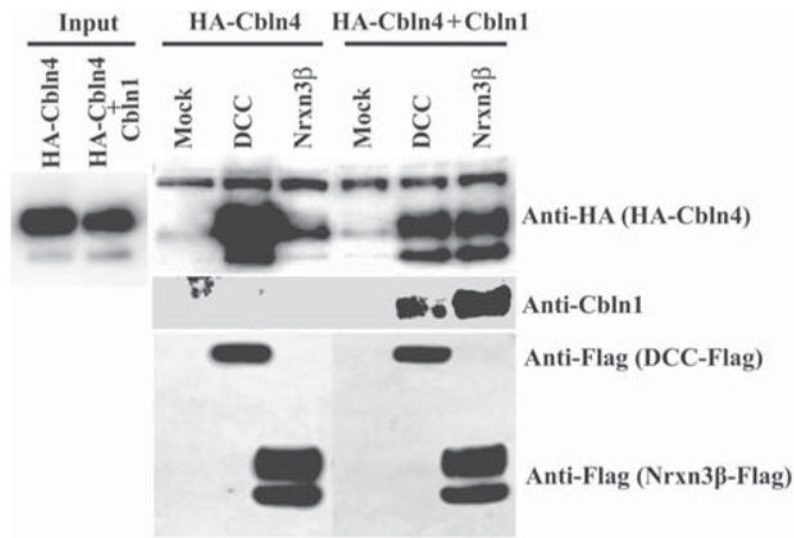 Input
HA-Cbln4
HA-Cbln4+Cbln1
HA-Cbln4
HA-Cbln4
+
Cbln1
Mock
DCC
Nrxn3β
Mock
DCC
Nrxn3β
Anti-HA (HA-Cbln4)
Anti-Cbln1
Anti-Flag (DCC-Flag)
Anti-Flag (Nrxn3β-Flag)